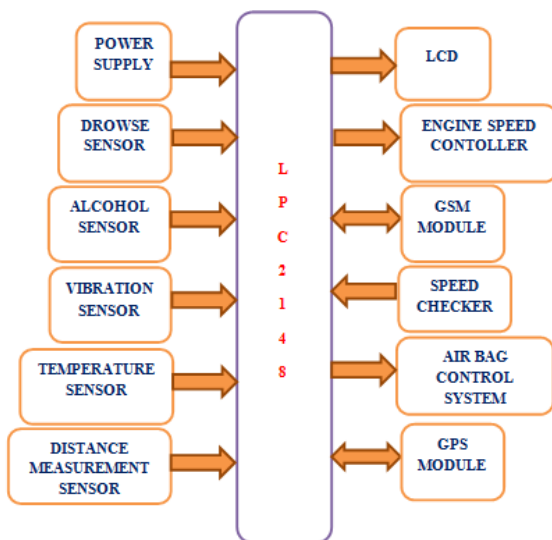 POWER
SUPPLY
DROWSE
SENSOR
ALCOHOL
SENSOR
VIBRATION
SENSOR
TEMPERATURE
SENSOR
DISTANCE
MEASUREMENT
SENSOR
L
P
C
2
1
4
8
LCD
ENGINE SPEED
CONTOLLER
GSM
MODULE
SPEED
CHECKER
AIR BAG
CONTROL
SYSTEM
GPS
MODULE